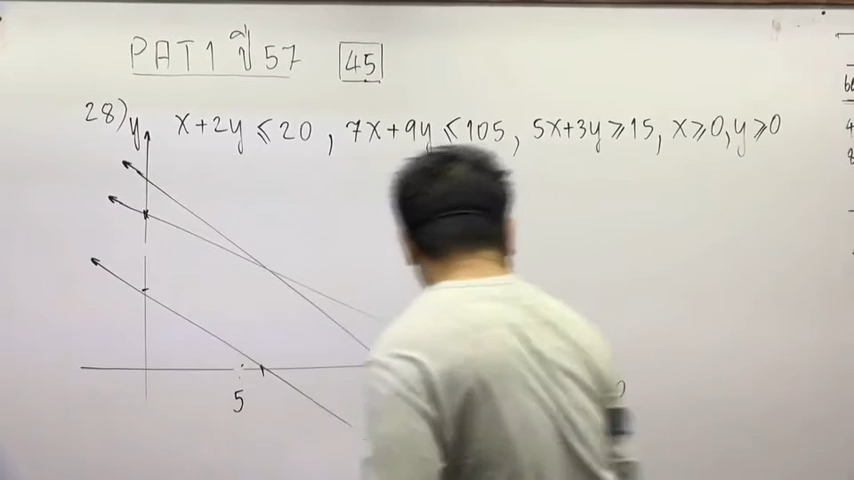 PAT1 ปี 57 45
28) x+2y ≤ 20 , 7x+9y ≤ 105 , 5x+3y ≥ 15 , x ≥ 0 , y ≥ 0
y
5